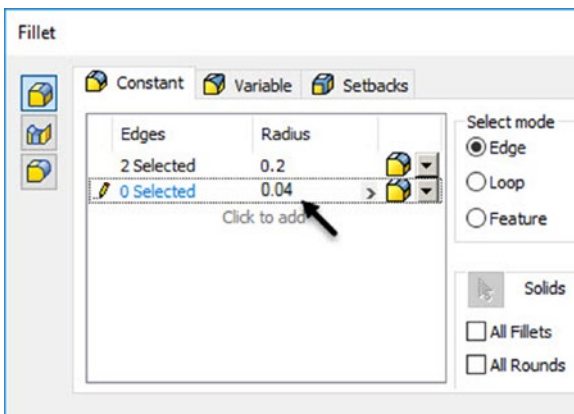 Fillet
Constant Variable Setbacks
Edges Radius
2 Selected 0.2
0 Selected 0.04 >
Click to add
Select mode
Edge
Loop
Feature
Solids
All Fillets
All Rounds